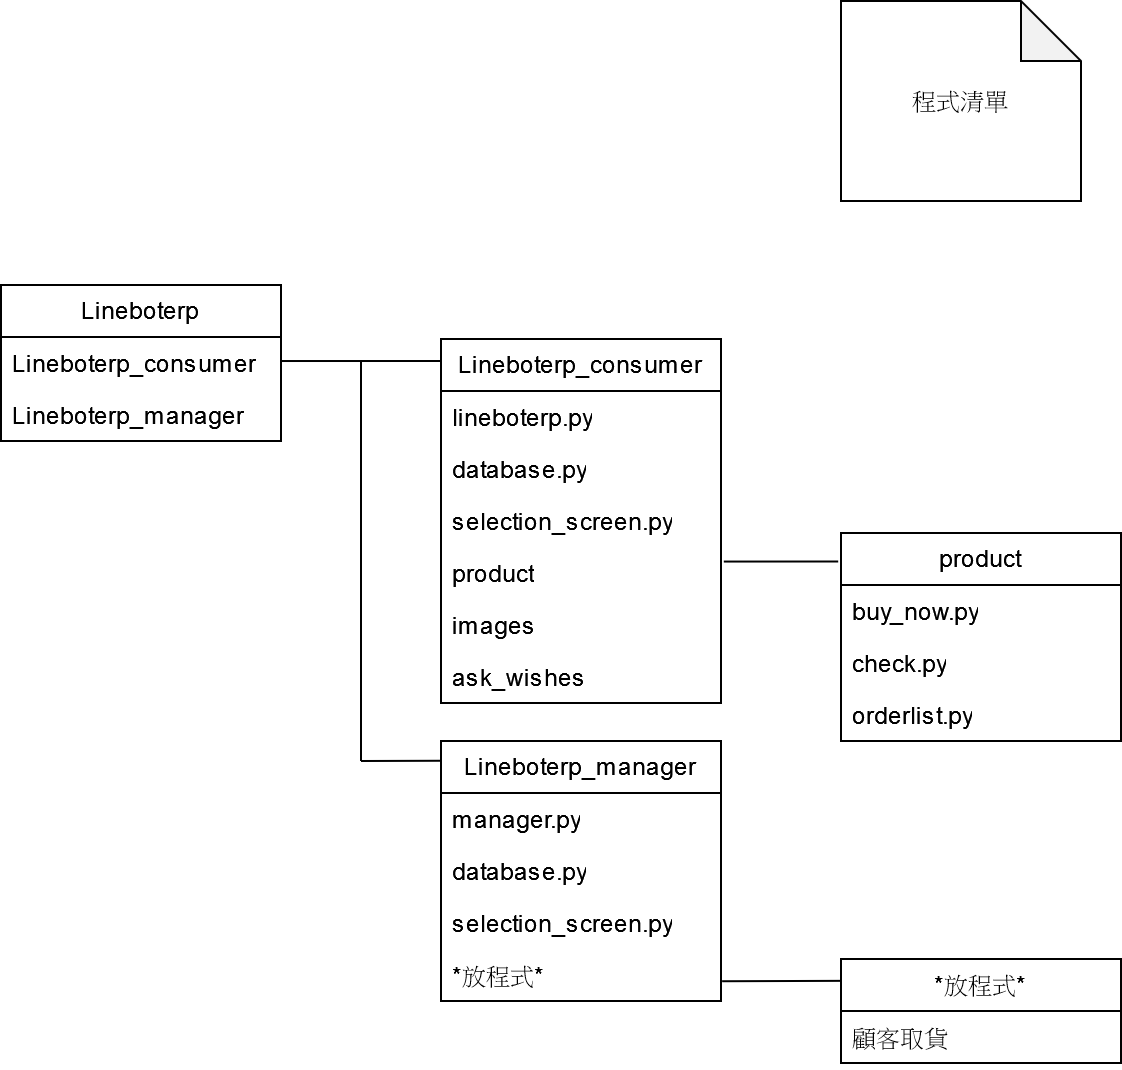 程式清單
Lineboterp
Lineboterp_consumer
Lineboterp_manager
Lineboterp_consumer
lineboterp.py
database.py
selection_screen.py
product
images
ask_wishes
product
buy_now.py
check.py
orderlist.py
Lineboterp_manager
manager.py
database.py
selection_screen.py
*放程式*
*放程式*
顧客取貨